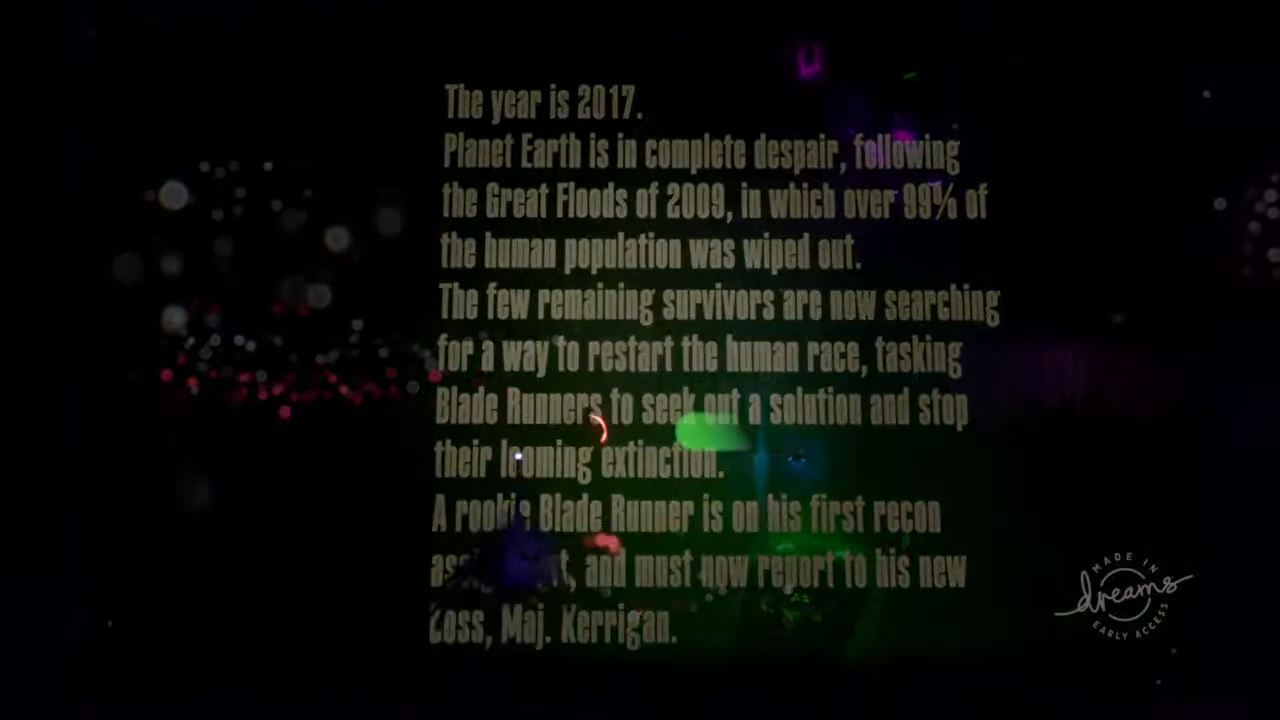 The year is 2017.
Planet Earth is in complete despair, following
the Great Floods of 2009, in which over 99% of
the human population was wiped out.
The few remaining survivors are now searching
for a way to restart the human race, tasking
Blade Runners to seek out a solution and stop
their looming extinction.
A rookie Blade Runner is on his first recon
and must now report to his new
boss, Maj. Kerrigan.
MADE IN
dreams
EARLY ACCESS